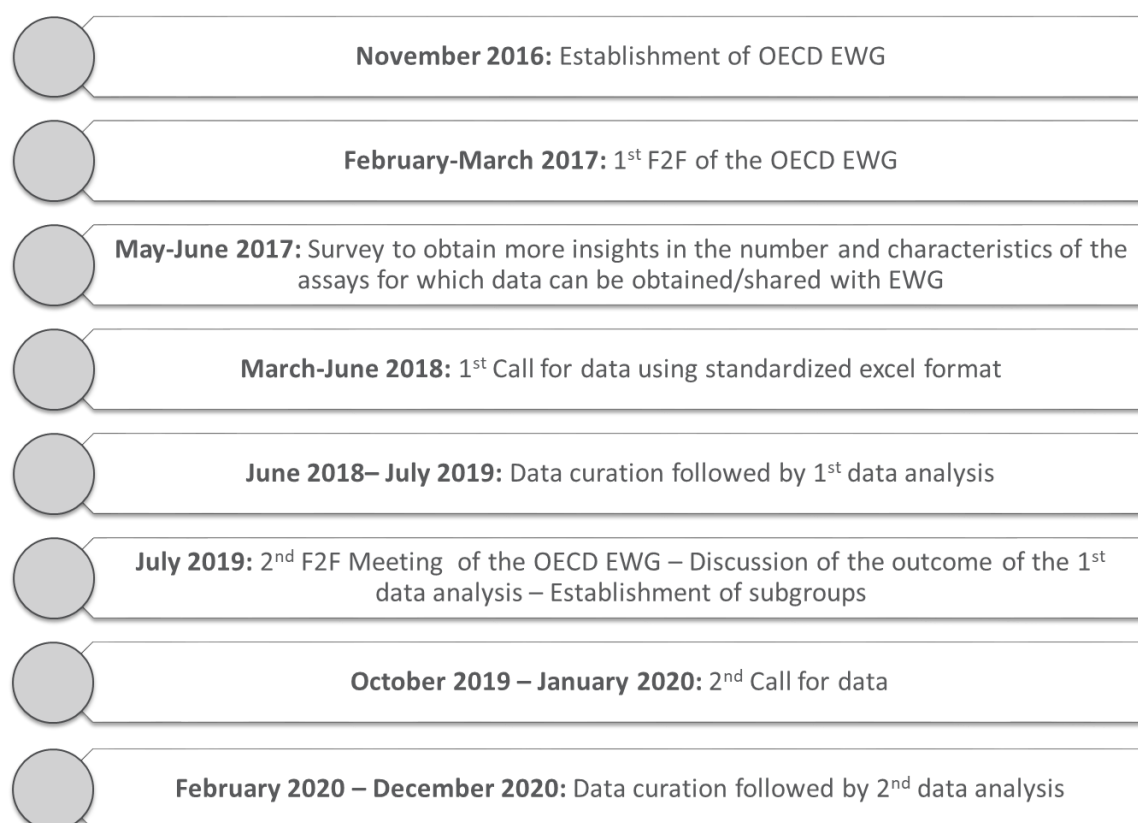 November 2016: Establishment of OECD EWG
February-March 2017: 1st F2F of the OECD EWG
May-June 2017: Survey to obtain more insights in the number and characteristics of the
assays for which data can be obtained/shared with EWG
March-June 2018: 1st Call for data using standardized excel format
June 2018– July 2019: Data curation followed by 1st data analysis
July 2019: 2nd F2F Meeting of the OECD EWG – Discussion of the outcome of the 1st
data analysis – Establishment of subgroups
October 2019 – January 2020: 2nd Call for data
February 2020 – December 2020: Data curation followed by 2nd data analysis